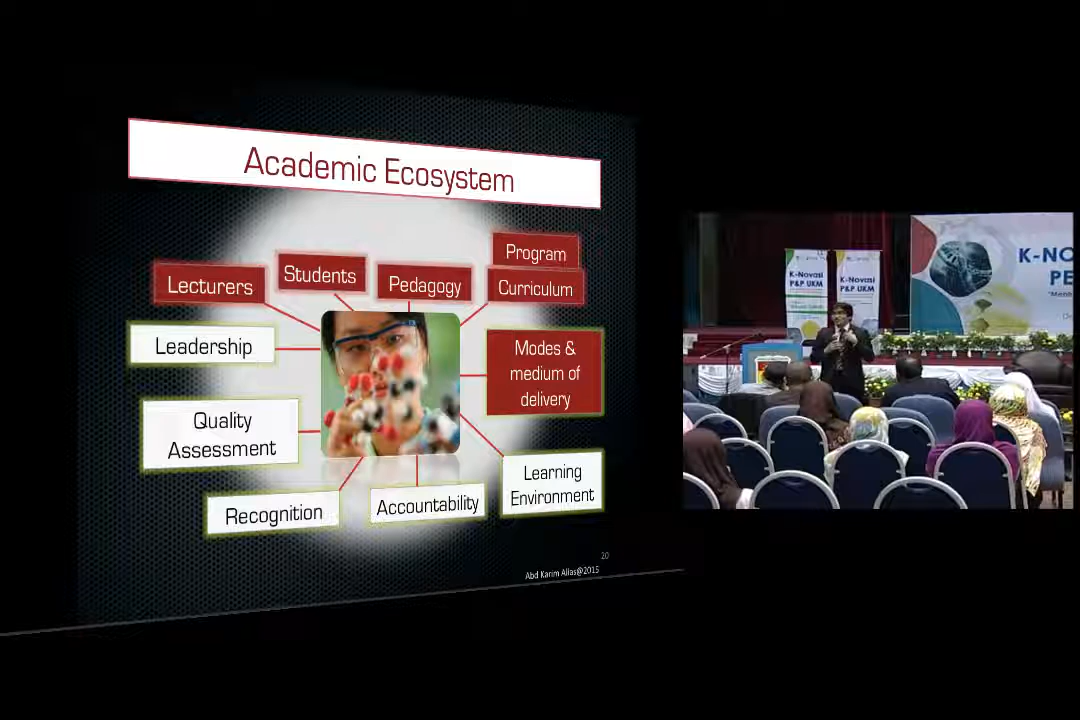 Academic Ecosystem
Program
Lecturers
Students
Pedagogy
Curriculum
Leadership
Modes &
medium of
delivery
Quality
Assessment
Learning
Environment
Recognition
Accountability
20
Abd Karim Alias@2015
K-Novasi
P&P UKM
K-Novasi
P&P UKM
K-NO
PE